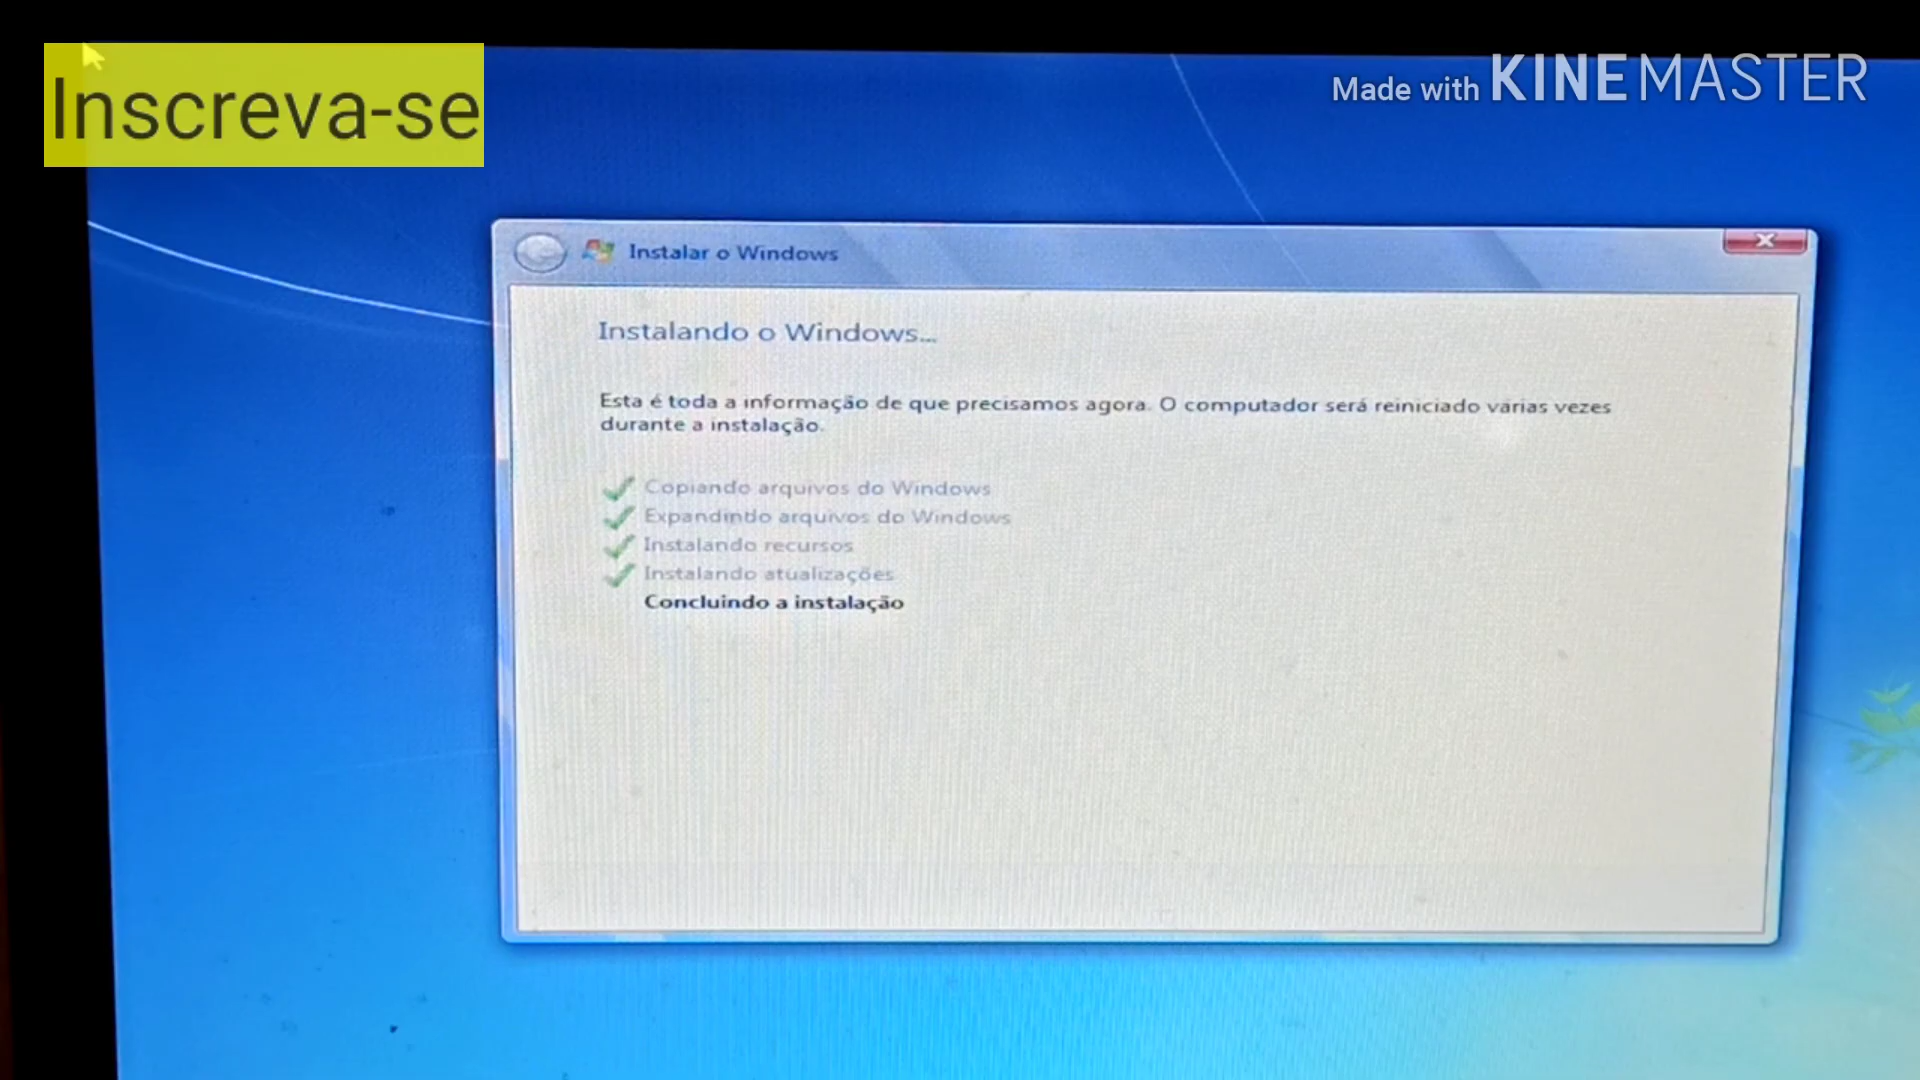 Inscreva-se
Made with KINEMASTER
Instalar o Windows
Instalando o Windows...
Esta é toda a informação de que precisamos agora. O computador será reiniciado várias vezes
durante a instalação.
Copiando arquivos do Windows
Expandindo arquivos do Windows
Instalando recursos
Instalando atualizações
Concluindo a instalação